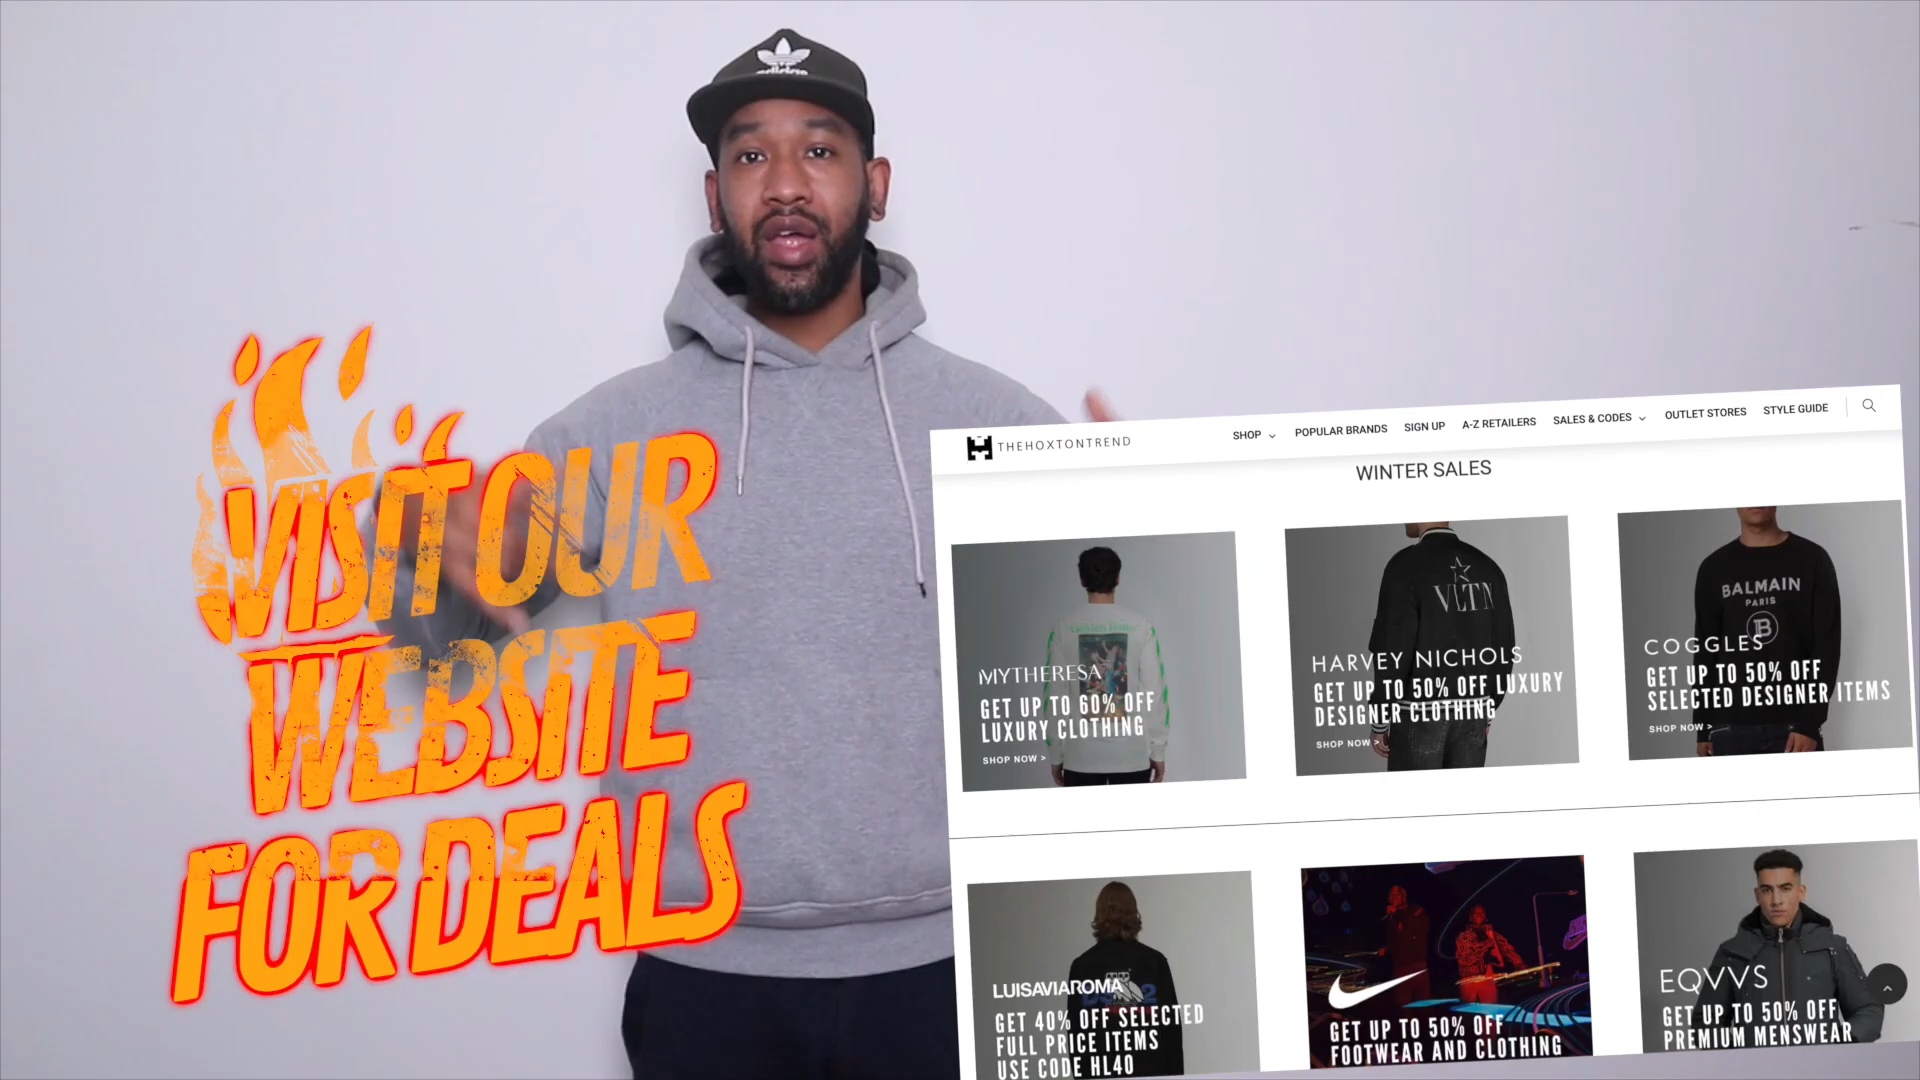 adidas
VISIT OUR
WEBSITE
FOR DEALS
THEHOXTONTREND
SHOP
POPULAR BRANDS
SIGN UP
A-Z RETAILERS
SALES & CODES
OUTLET STORES
STYLE GUIDE
WINTER SALES
MYTHERESA
GET UP TO 60% OFF
LUXURY CLOTHING
SHOP NOW >
VLTN
HARVEY NICHOLS
GET UP TO 50% OFF LUXURY
DESIGNER CLOTHING
SHOP NOW >
BALMAIN
PARIS
B
COGGLES
GET UP TO 50% OFF
SELECTED DESIGNER ITEMS
SHOP NOW >
LUISAVIAROMA
GET 40% OFF SELECTED
FULL PRICE ITEMS
USE CODE HL40
GET UP TO 50% OFF
FOOTWEAR AND CLOTHING
EQVVS
GET UP TO 50% OFF
PREMIUM MENSWEAR